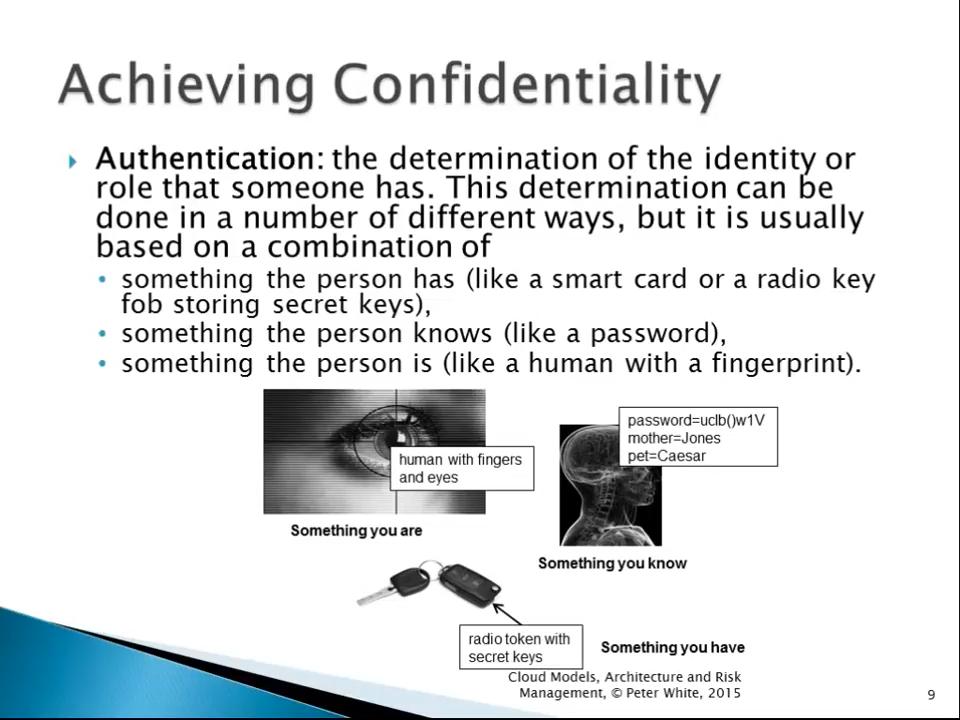 Achieving Confidentiality
Authentication: the determination of the identity or
role that someone has. This determination can be
done in a number of different ways, but it is usually
based on a combination of
• something the person has (like a smart card or a radio key
fob storing secret keys),
• something the person knows (like a password),
• something the person is (like a human with a fingerprint).
human with fingers
and eyes
Something you are
password=uclb()w1V
mother=Jones
pet=Caesar
Something you know
radio token with
secret keys
Something you have
Cloud Models, Architecture and Risk
Management, © Peter White, 2015
9